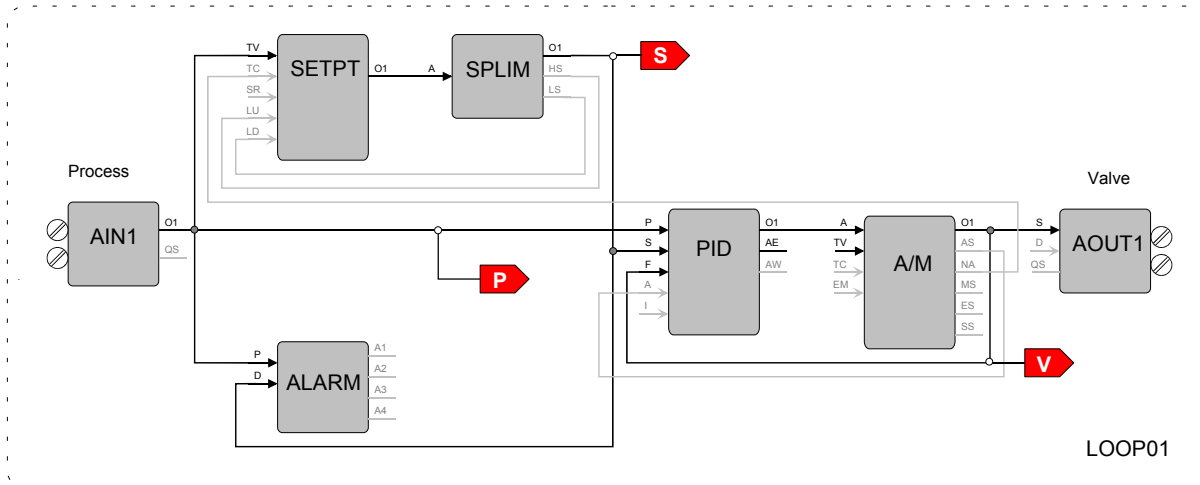 TV
TC
SR
LU
LD
SETPT
O1
A
SPLIM
O1
HS
LS
S
Process
AIN1
O1
QS
P
P
S
F
A
I
PID
O1
AE
AW
A
TV
TC
EM
A/M
O1
AS
NA
MS
ES
SS
Valve
S
D
QS
AOUT1
P
D
ALARM
A1
A2
A3
A4
V
LOOP01